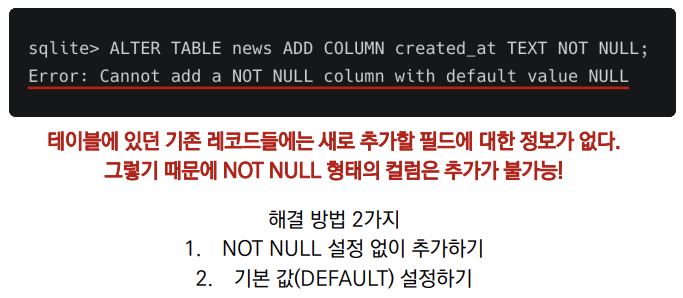 sqlite> ALTER TABLE news ADD COLUMN created_at TEXT NOT NULL;
Error: Cannot add a NOT NULL column with default value NULL
테이블에 있던 기존 레코드들에는 새로 추가할 필드에 대한 정보가 없다.
그렇기 때문에 NOT NULL 형태의 컬럼은 추가가 불가능!
해결 방법 2가지
1. NOT NULL 설정 없이 추가하기
2. 기본 값(DEFAULT) 설정하기